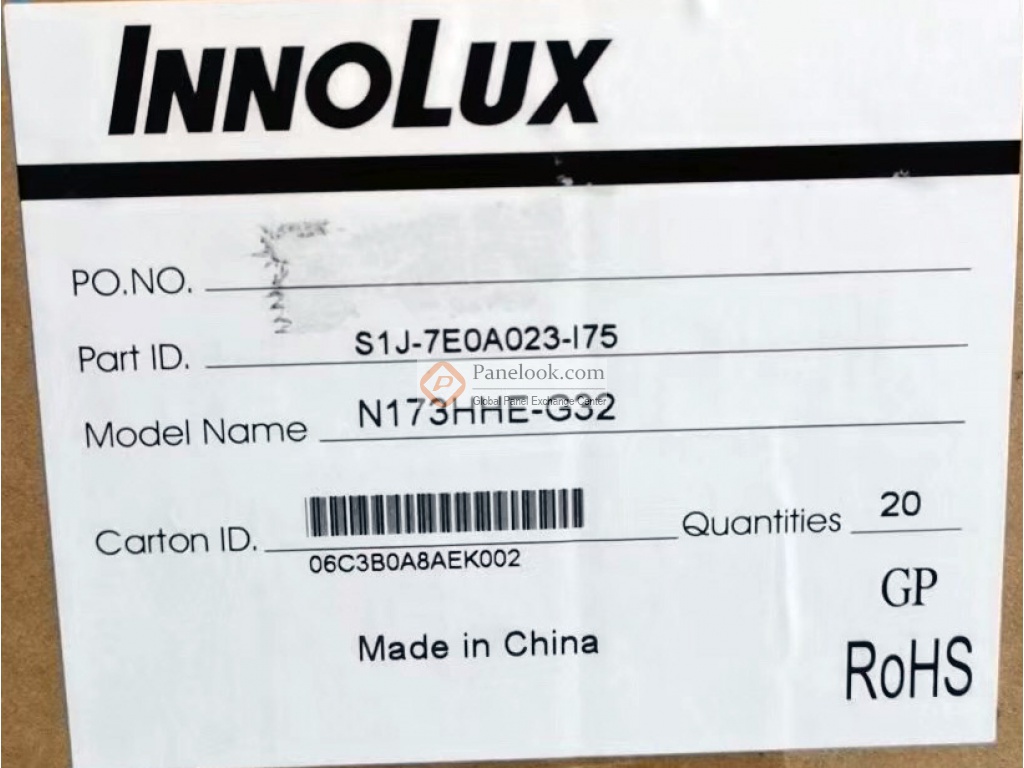 INNOLUX
PO.NO.
Part ID. S1J-7E0A023-I75
Panelook.com
Global Panel Exchange Center
Model Name N173HHE-G32
Carton ID. Quantities 20
06C3B0A8AEK002
GP
Made in China
RoHS